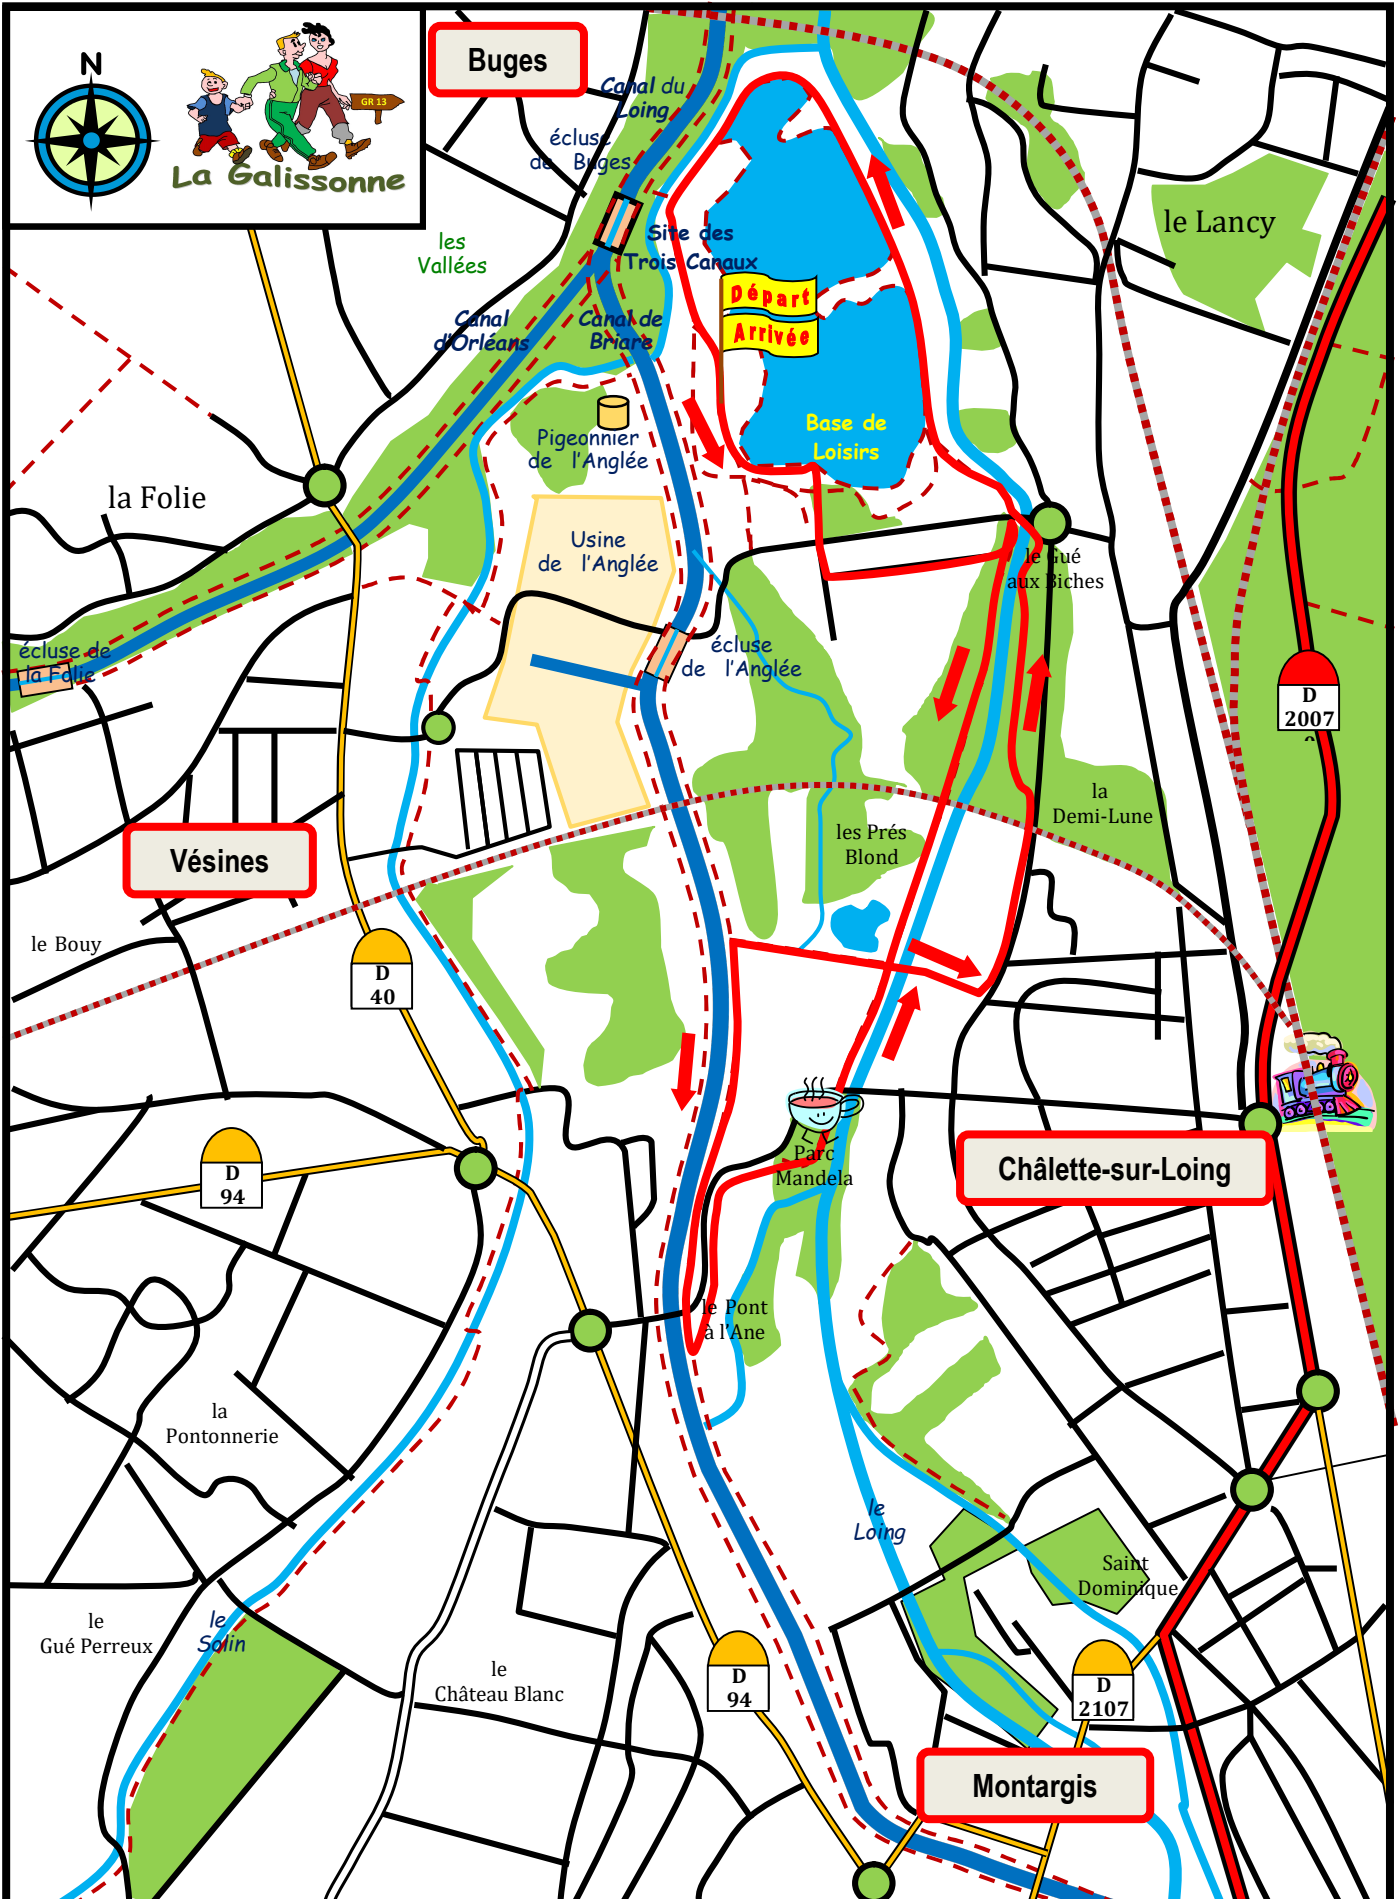 N
GR 13
La Galissonne
Buges
Canal du
Loing
écluse
de Buges
les
Vallées
Site des
Trois Canaux
le Lancy
Départ
Arrivée
Canal
d'Orléans
Canal de
Briare
Base de
Loisirs
Pigeonnier
de l'Anglée
la Folie
Usine
de l'Anglée
le Gué
aux Biches
écluse de
la Folie
écluse
de l'Anglée
D
2007
la
Demi-Lune
les Prés
Blond
Vésines
le Bouy
D
40
Parc
Mandela
Châlette-sur-Loing
D
94
le Pont
à l'Ane
la
Pontonnerie
le
Loing
Saint
Dominique
le
Gué Perreux
le
Solin
le
Château Blanc
D
94
D
2107
Montargis